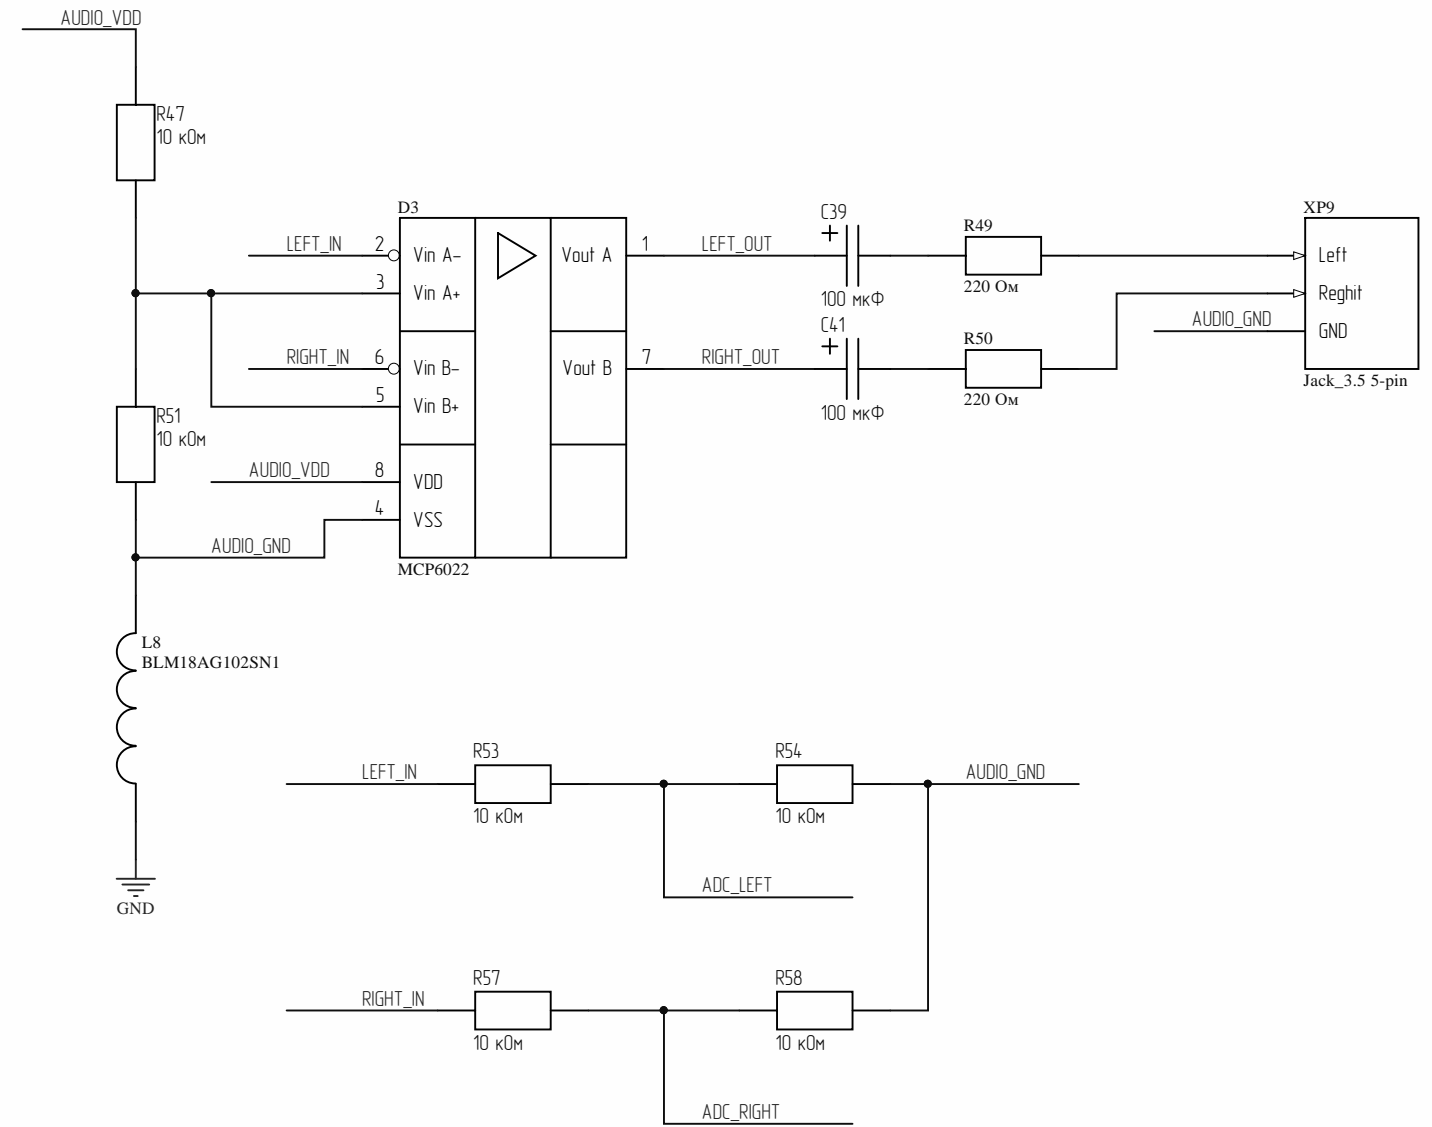 AUDIO_VDD
R47
10 кОм
D3
LEFT_IN
2
Vin A-
3
Vin A+
RIGHT_IN
6
Vin B-
5
Vin B+
AUDIO_VDD
8
VDD
4
VSS
AUDIO_GND
MCP6022
Vout A
1
LEFT_OUT
Vout B
7
RIGHT_OUT
C39
+
100 мкФ
C41
+
100 мкФ
R49
220 Ом
R50
220 Ом
XP9
Left
Reghit
AUDIO_GND
GND
Jack_3.5 5-pin
R51
10 кОм
L8
BLM18AG102SN1
GND
LEFT_IN
R53
10 кОм
R54
10 кОм
AUDIO_GND
ADC_LEFT
RIGHT_IN
R57
10 кОм
R58
10 кОм
ADC_RIGHT